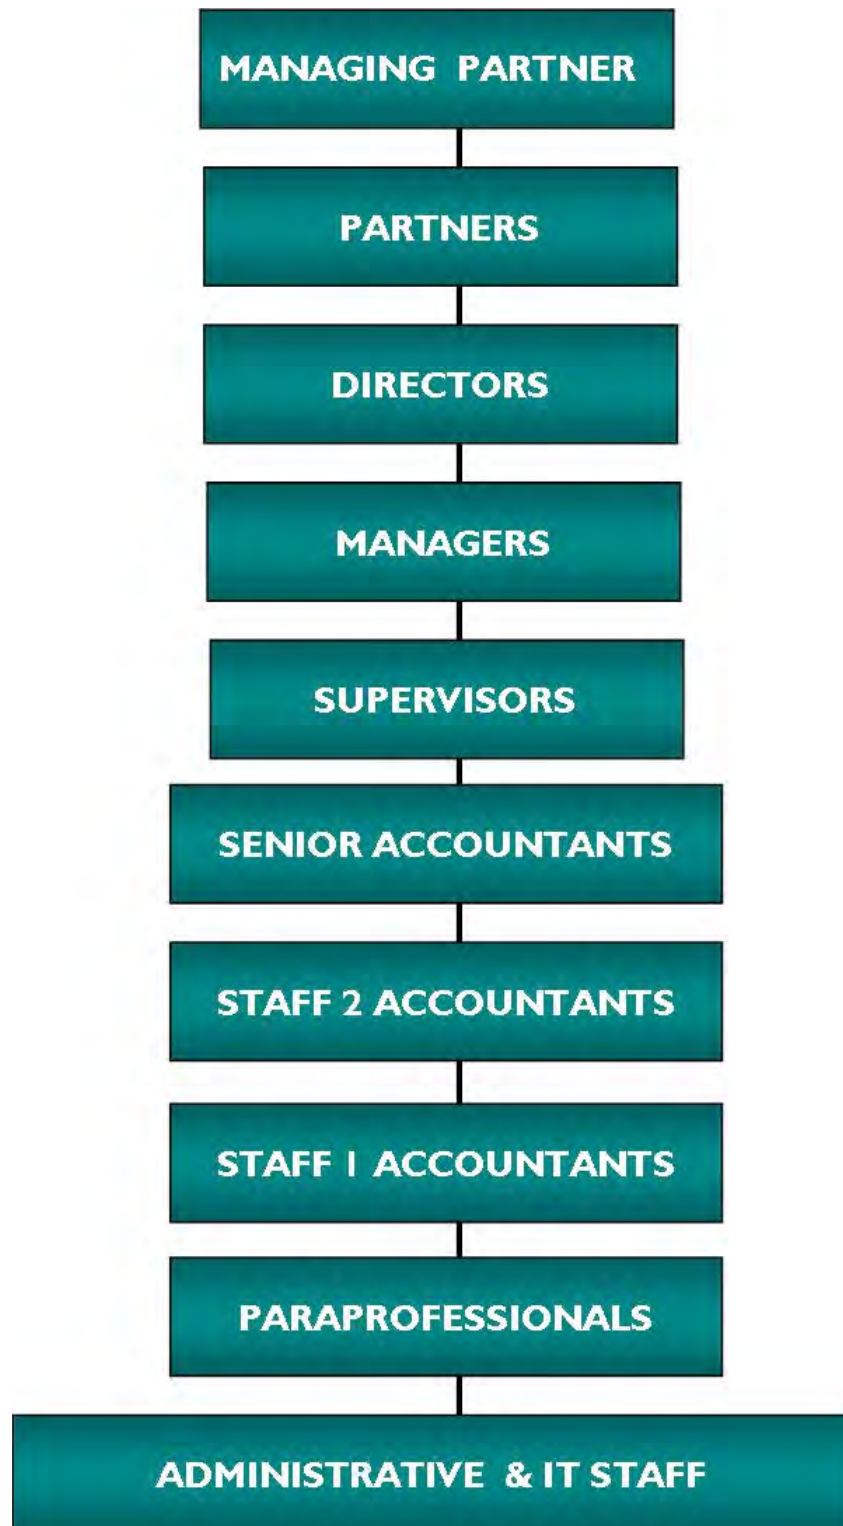 MANAGING PARTNER
PARTNERS
DIRECTORS
MANAGERS
SUPERVISORS
SENIOR ACCOUNTANTS
STAFF 2 ACCOUNTANTS
STAFF 1 ACCOUNTANTS
PARAPROFESSIONALS
ADMINISTRATIVE & IT STAFF